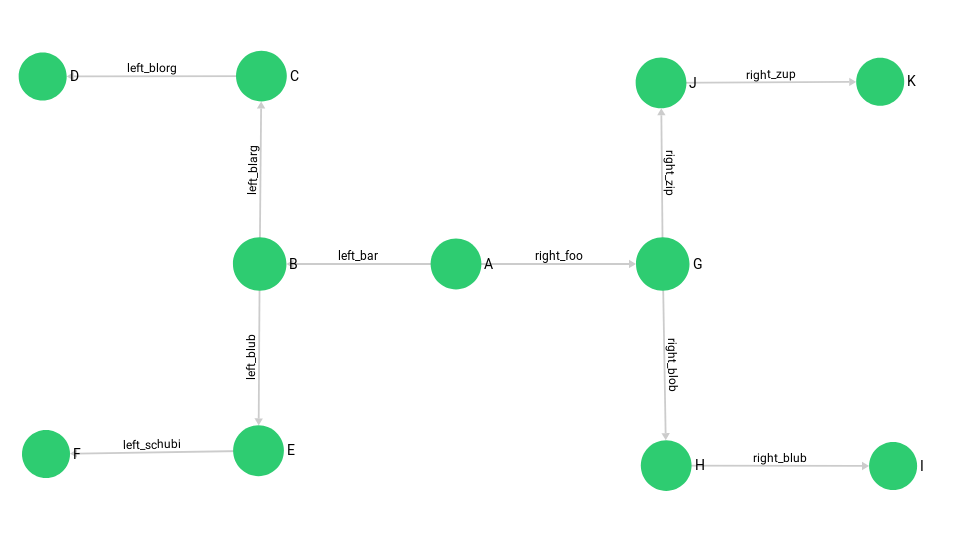 D
left_blorg
C
J
right_zup
K
left_blarg
right_zip
B
left_bar
A
right_foo
G
left_blub
right_blob
F
left_schubi
E
H
right_blub
I